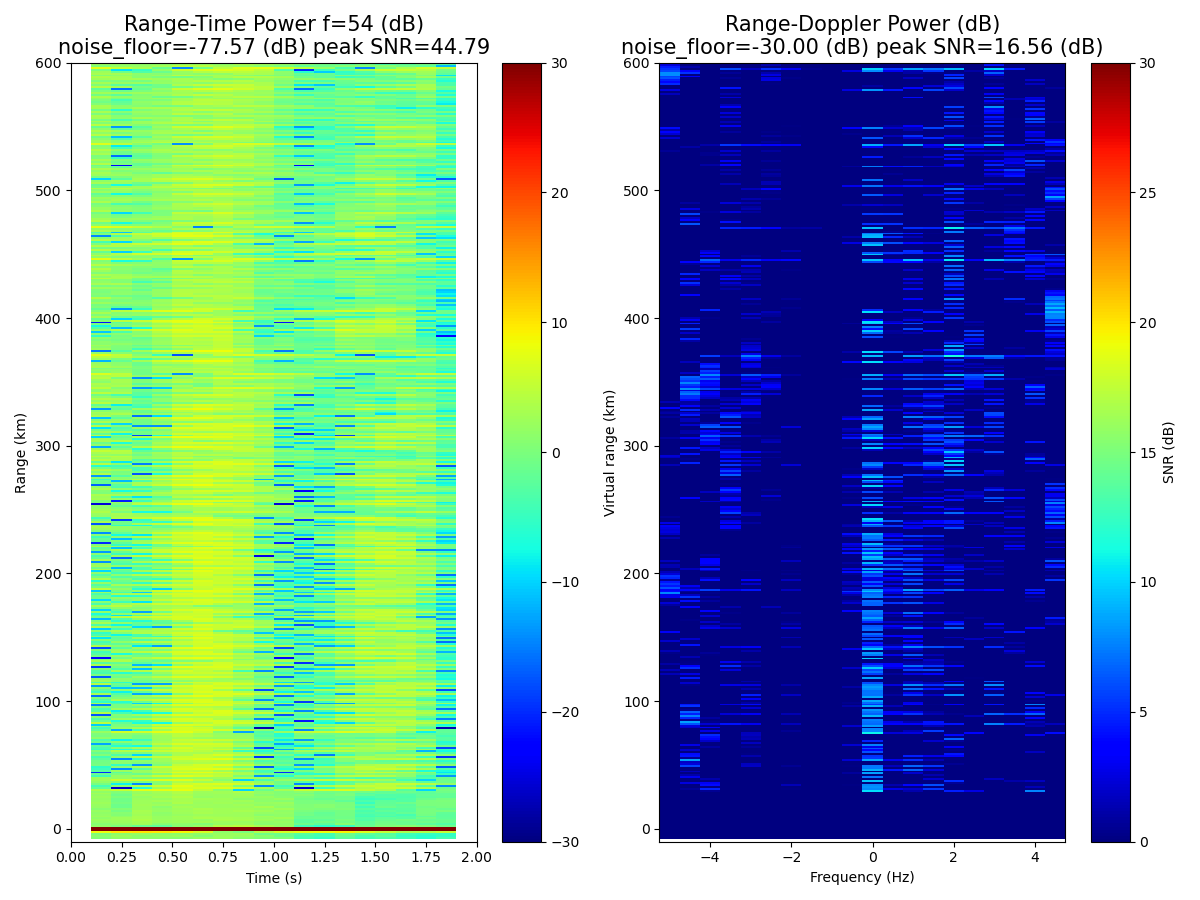 Range-Time Power f=54 (dB)
noise_floor=-77.57 (dB) peak SNR=44.79
Range-Doppler Power (dB)
noise_floor=-30.00 (dB) peak SNR=16.56 (dB)
600
500
400
300
200
100
0
Range (km)
0.00 0.25 0.50 0.75 1.00 1.25 1.50 1.75 2.00
Time (s)
30
20
10
0
−10
−20
−30
600
500
400
300
200
100
0
Virtual range (km)
−4 −2 0 2 4
Frequency (Hz)
30
25
20
15
10
5
0
SNR (dB)